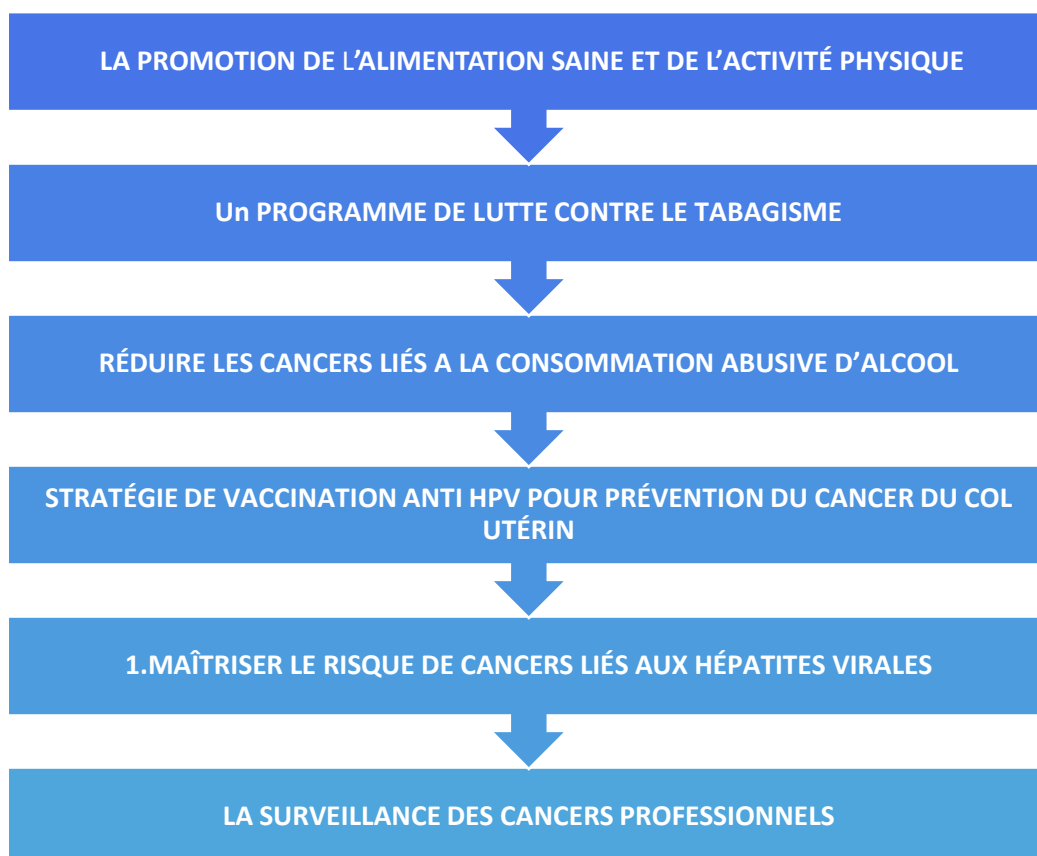 LA PROMOTION DE L’ALIMENTATION SAINE ET DE L’ACTIVITÉ PHYSIQUE
Un PROGRAMME DE LUTTE CONTRE LE TABAGISME
RÉDUIRE LES CANCERS LIÉS A LA CONSOMMATION ABUSIVE D’ALCOOL
STRATÉGIE DE VACCINATION ANTI HPV POUR PRÉVENTION DU CANCER DU COL
UTÉRIN
1.MAÎTRISER LE RISQUE DE CANCERS LIÉS AUX HÉPATITES VIRALES
LA SURVEILLANCE DES CANCERS PROFESSIONNELS